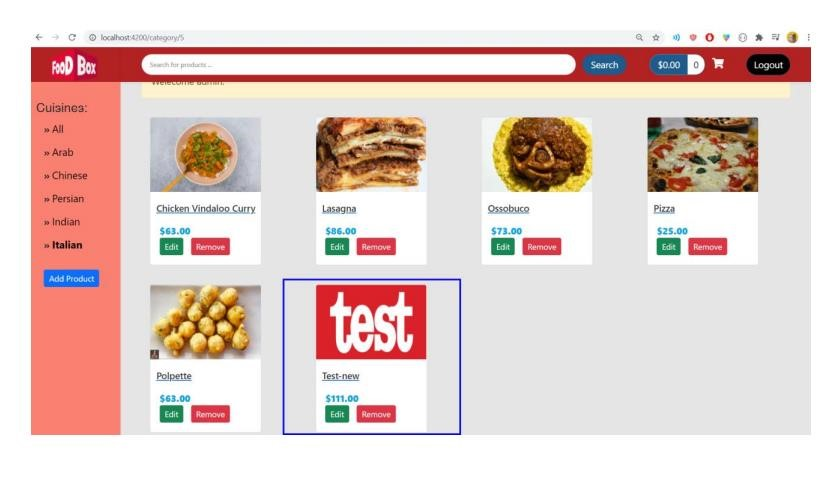 localhost:4200/category/5
FooD Box
Search for products ...
Search
$0.00 0
Logout
Welcome admin.
Cuisines:
» All
» Arab
» Chinese
» Persian
» Indian
» Italian
Add Product
Chicken Vindaloo Curry
$63.00
Edit Remove
Lasagna
$86.00
Edit Remove
Ossobuco
$73.00
Edit Remove
Pizza
$25.00
Edit Remove
Polpette
$63.00
Edit Remove
test
Test-new
$111.00
Edit Remove